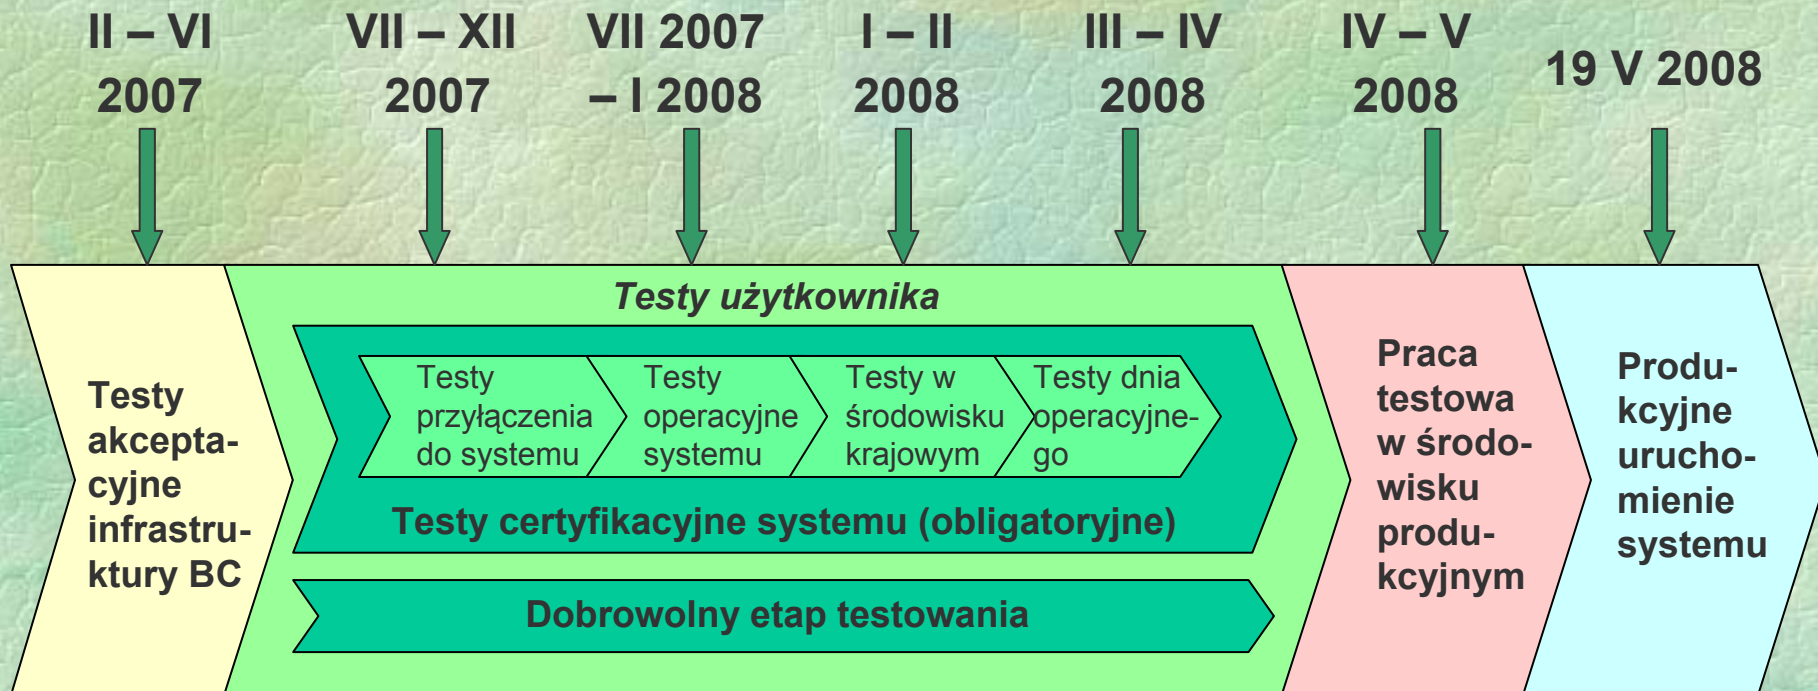 II – VI
2007
VII – XII
2007
VII 2007
– I 2008
I – II
2008
III – IV
2008
IV – V
2008
19 V 2008
Testy
akcepta-
cyjne
infrastru-
ktury BC
Testy użytkownika
Testy
przyłączenia
do systemu
Testy
operacyjne
systemu
Testy w
środowisku
krajowym
Testy dnia
operacyjne-
go
Testy certyfikacyjne systemu (obligatoryjne)
Dobrowolny etap testowania
Praca
testowa
w środo-
wisku
produ-
kcyjnym
Produ-
kcyjne
urucho-
mienie
systemu